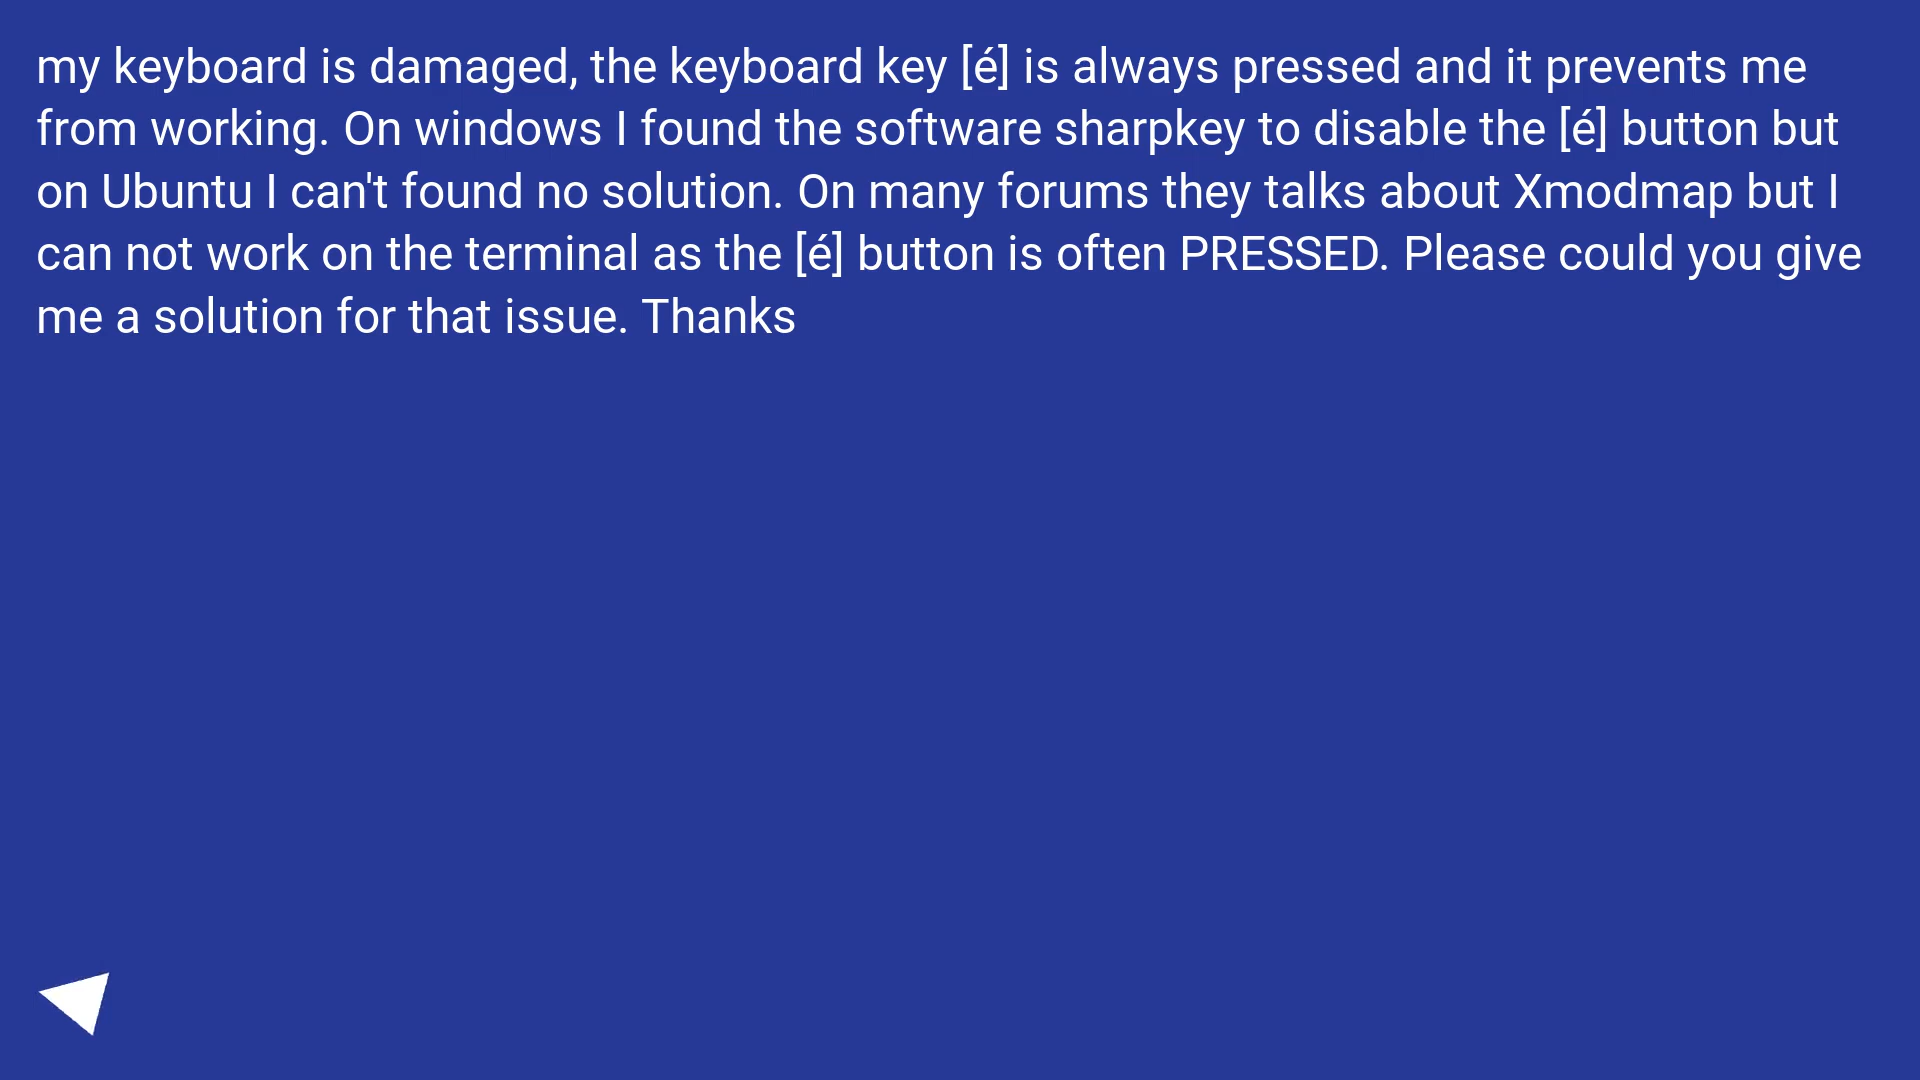 my keyboard is damaged, the keyboard key [é] is always pressed and it prevents me
from working. On windows I found the software sharpkey to disable the [é] button but
on Ubuntu I can't found no solution. On many forums they talks about Xmodmap but I
can not work on the terminal as the [é] button is often PRESSED. Please could you give
me a solution for that issue. Thanks